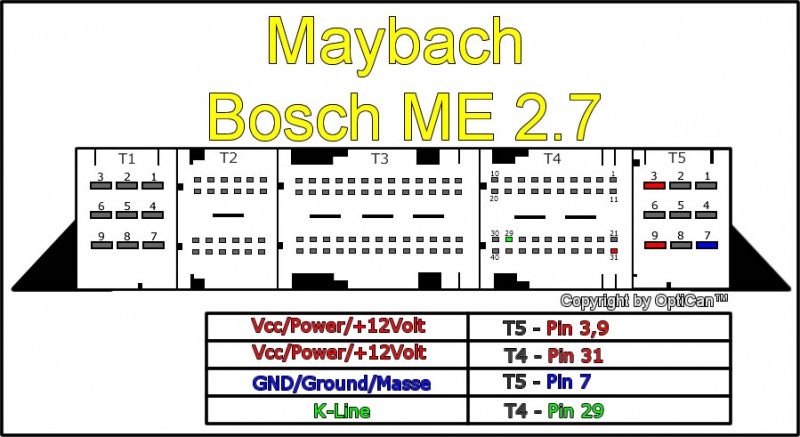 Maybach
Bosch ME 2.7
T1 T2 T3 T4 T5
3 2 1 10 1 3 2 1
20 11
6 5 4 6 5 4
9 8 7 30 29 21 9 8 7
40 31
Copyright by OptiCan™
Vcc/Power/+12Volt T5 - Pin 3,9
Vcc/Power/+12Volt T4 - Pin 31
GND/Ground/Masse T5 - Pin 7
K-Line T4 - Pin 29